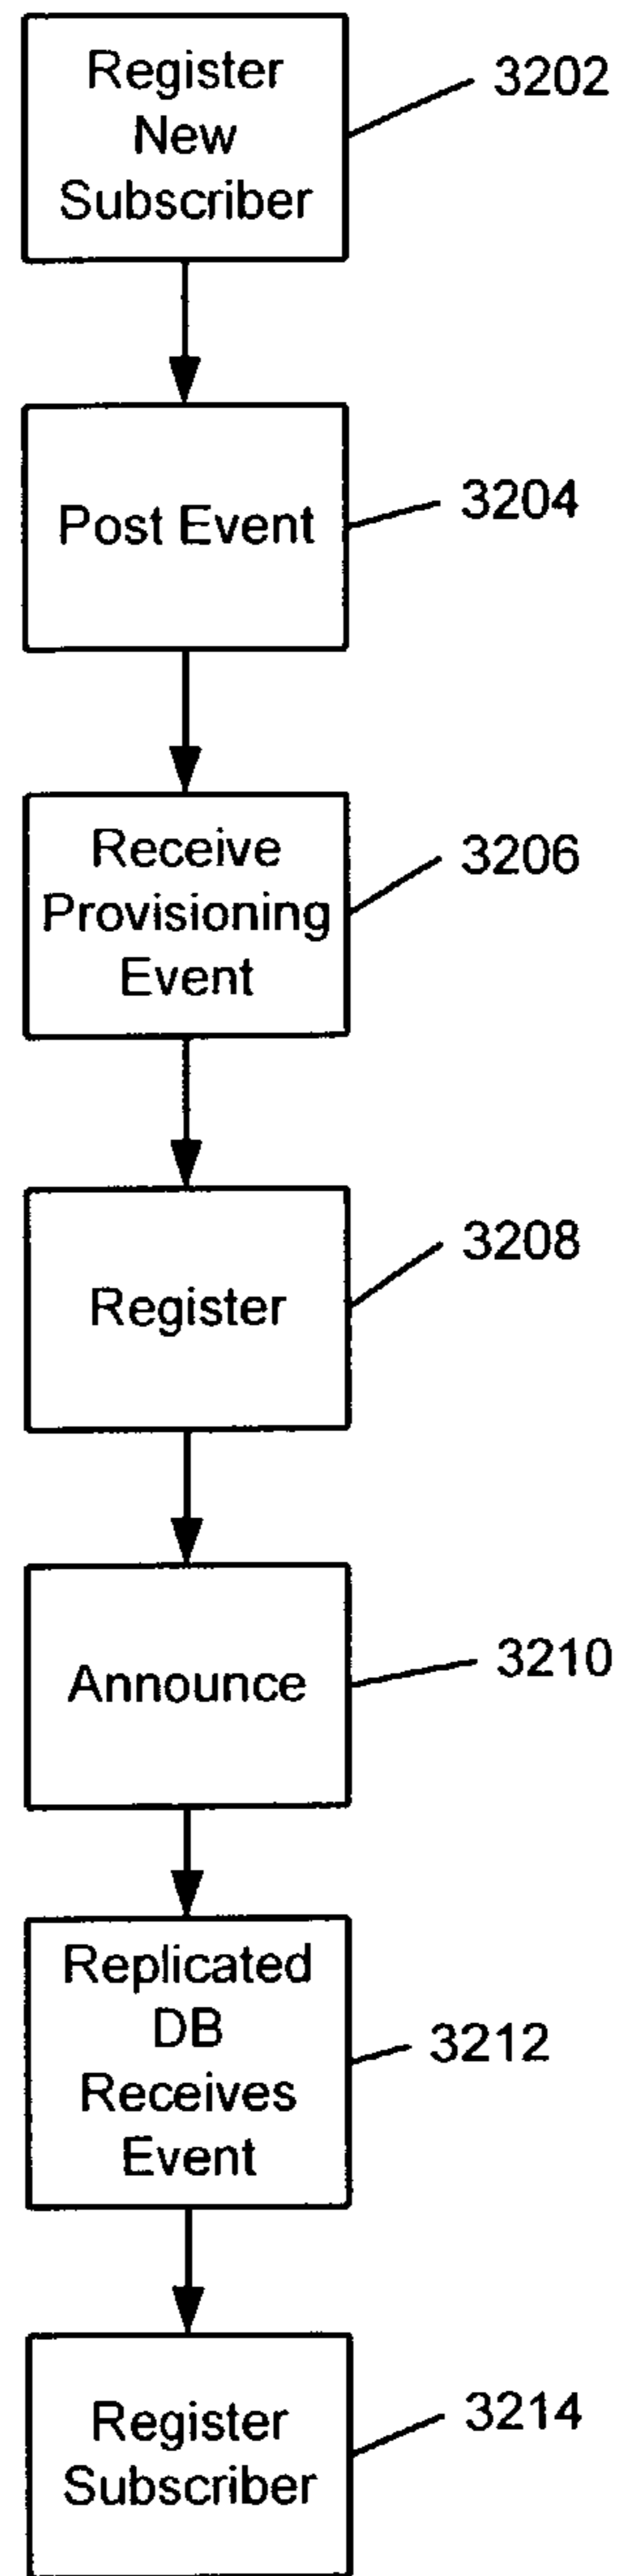 Register
New
Subscriber
3202
Post Event
3204
Receive
Provisioning
Event
3206
Register
3208
Announce
3210
Replicated
DB
Receives
Event
3212
Register
Subscriber
3214